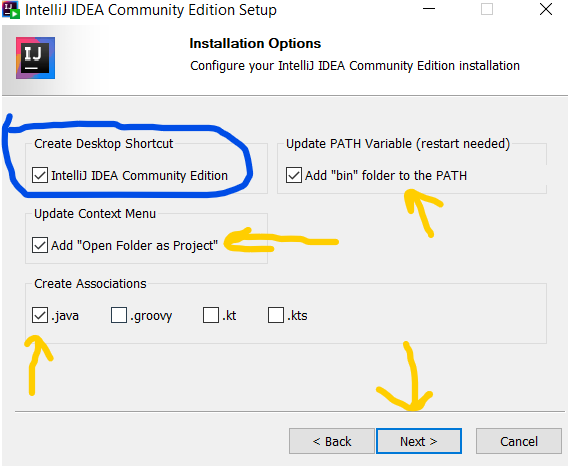 IntelliJ IDEA Community Edition Setup
IJ
Installation Options
Configure your IntelliJ IDEA Community Edition installation
Create Desktop Shortcut
IntelliJ IDEA Community Edition
Update PATH Variable (restart needed)
Add "bin" folder to the PATH
Update Context Menu
Add "Open Folder as Project"
Create Associations
.java .groovy .kt .kts
< Back Next > Cancel